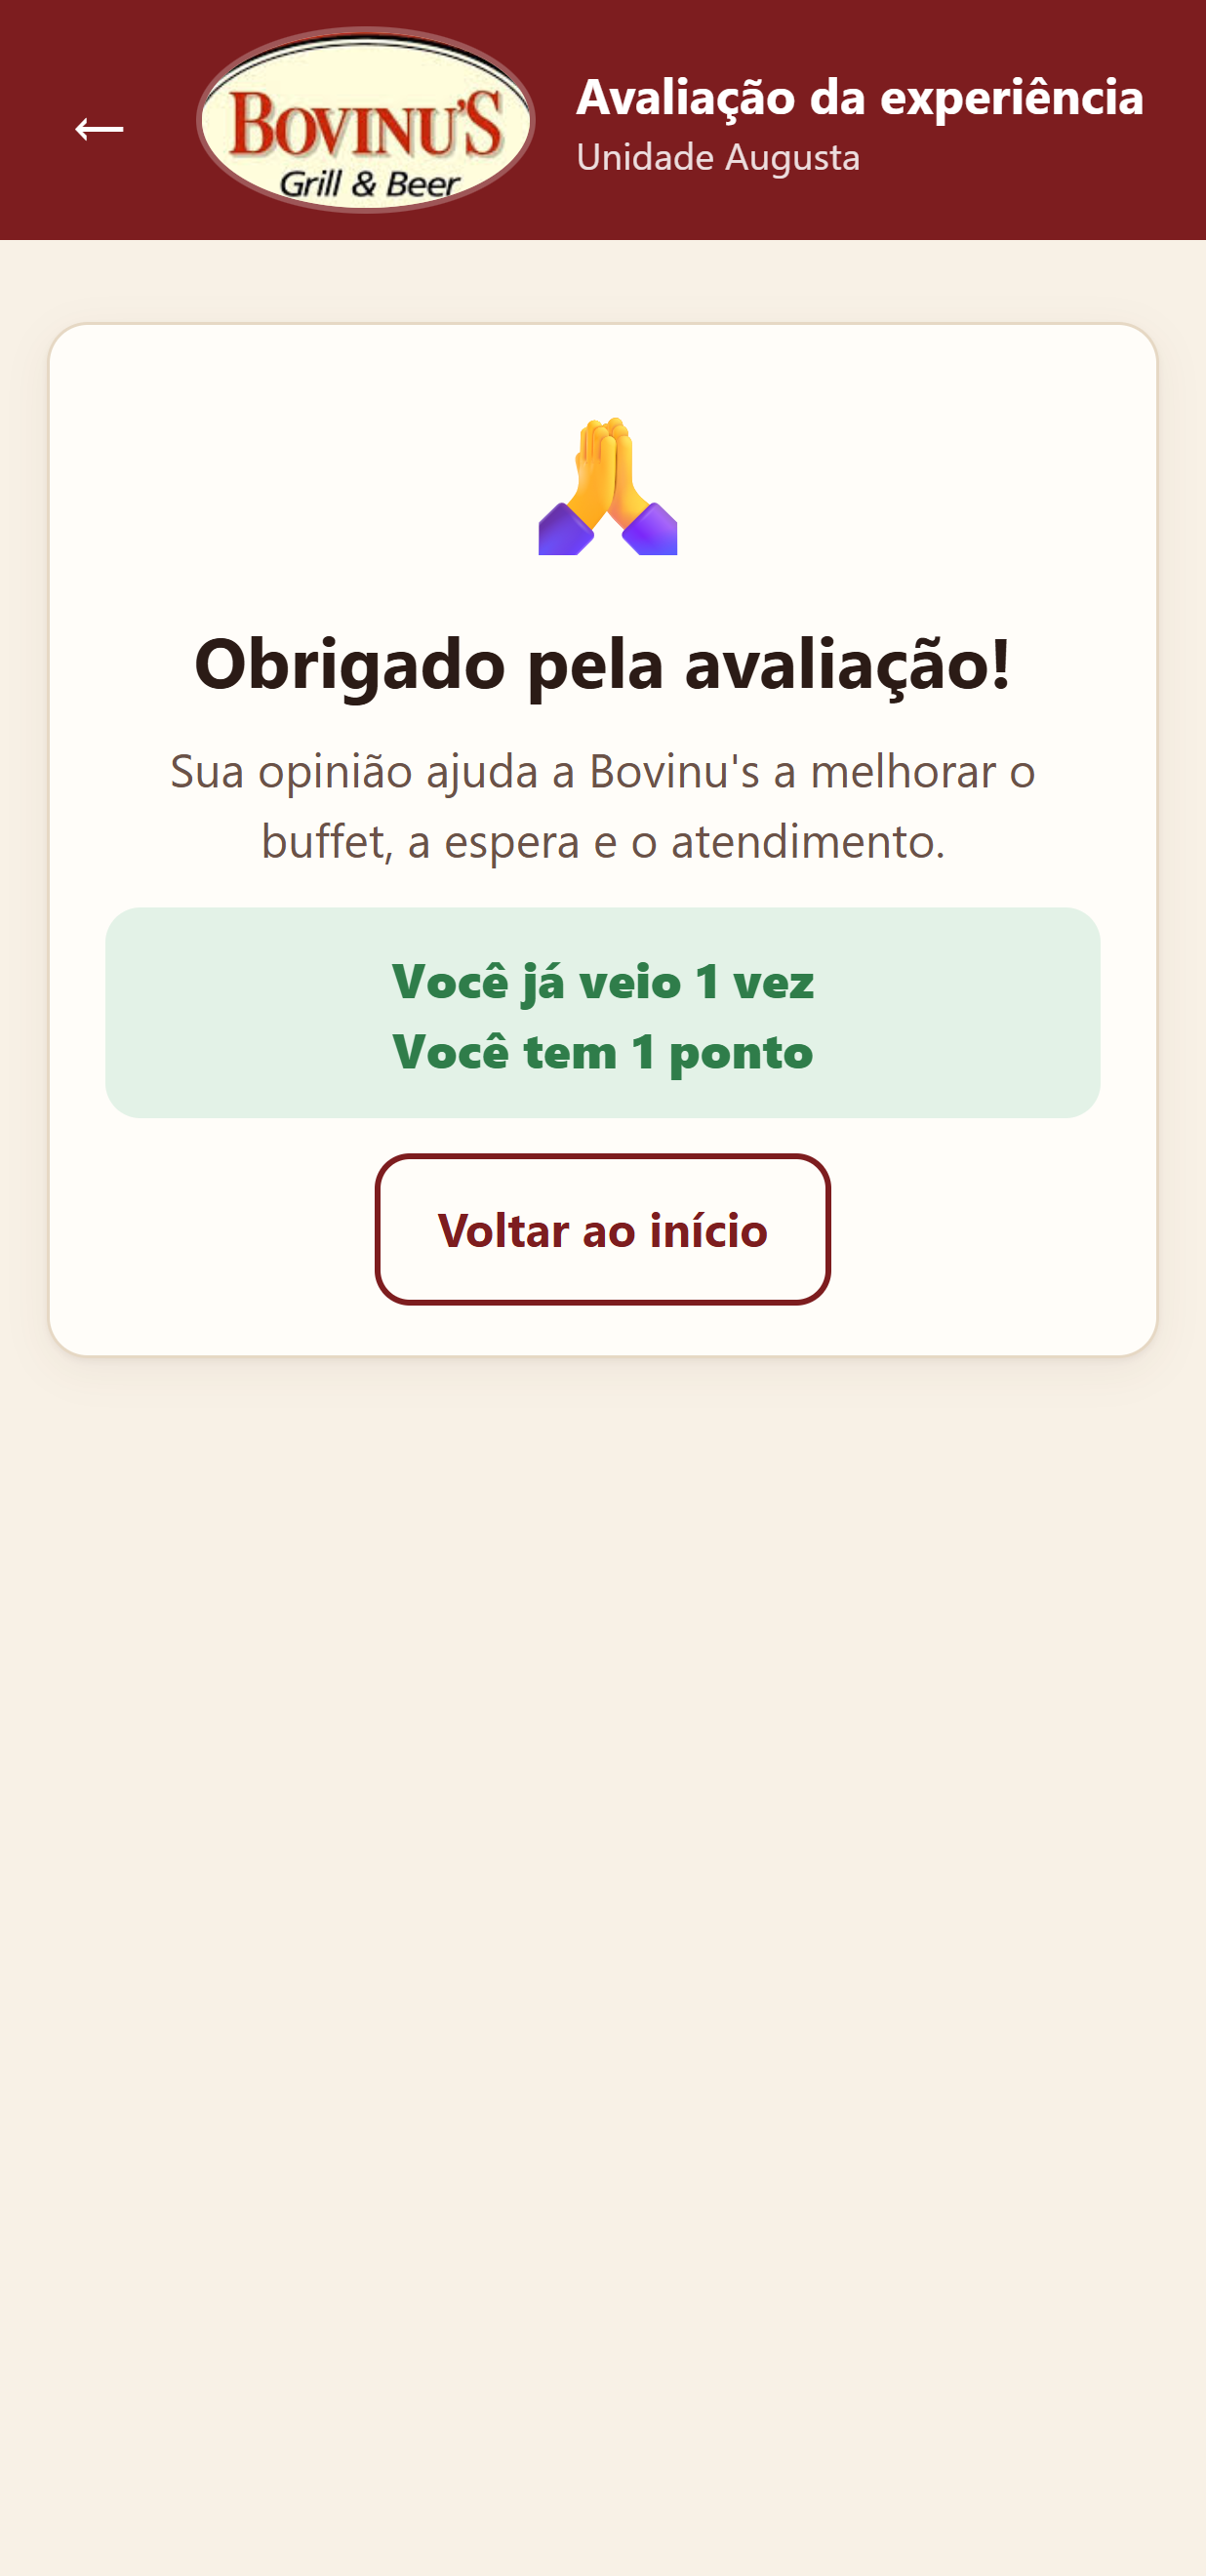 ←
BOVINU'S
Grill & Beer
Avaliação da experiência
Unidade Augusta
Obrigado pela avaliação!
Sua opinião ajuda a Bovinu's a melhorar o
buffet, a espera e o atendimento.
Você já veio 1 vez
Você tem 1 ponto
Voltar ao início